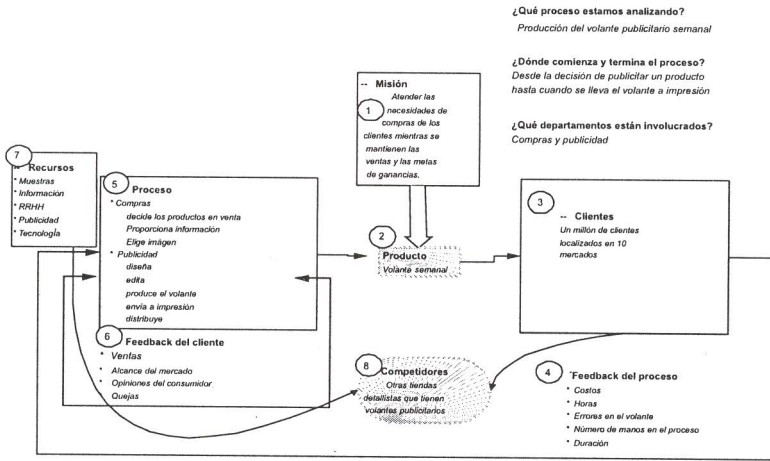 ¿Qué proceso estamos analizando?
Producción del volante publicitario semanal
¿Dónde comienza y termina el proceso?
Desde la decisión de publicitar un producto
hasta cuando se lleva el volante a impresión
¿Qué departamentos están involucrados?
Compras y publicidad
-- Misión
1
Atender las
necesidades de
compras de los
clientes mientras se
mantienen las
ventas y las metas
de ganancias.
7
-- Recursos
* Muestras
* Información
* RRHH
* Publicidad
* Tecnología
5
Proceso
* Compras
decide los productos en venta
Proporciona información
Elige imágen
* Publicidad
diseña
edita
produce el volante
envía a impresión
distribuye
2
Producto
Volante semanal
3
-- Clientes
Un millón de clientes
localizados en 10
mercados
6
Feedback del cliente
* Ventas
* Alcance del mercado
* Opiniones del consumidor
Quejas
8
Competidores
Otras tiendas
detallistas que tienen
volantes publicitarios
4
*Feedback del proceso
* Costos
* Horas
* Errores en el volante
* Número de manos en el proceso
* Duración